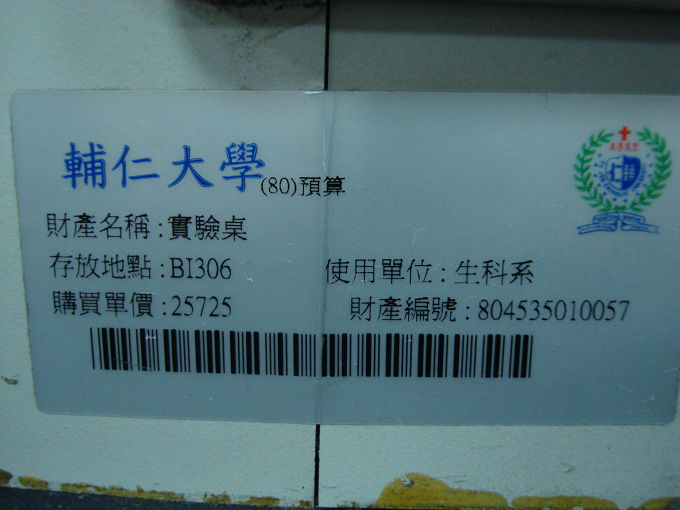 輔仁大學(80)預算
財產名稱:實驗桌
存放地點:BI306 使用單位:生科系
購買單價:25725 財產編號:804535010057